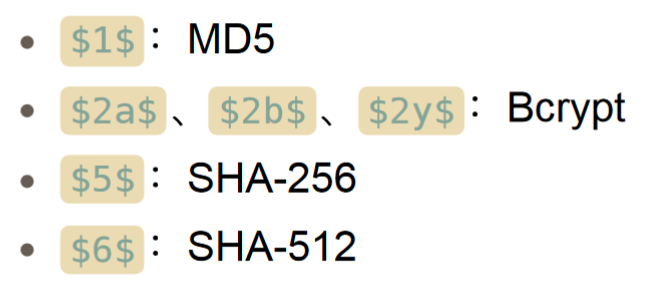 • $1$：MD5
• $2a$、$2b$、$2y$：Bcrypt
• $5$：SHA-256
• $6$：SHA-512